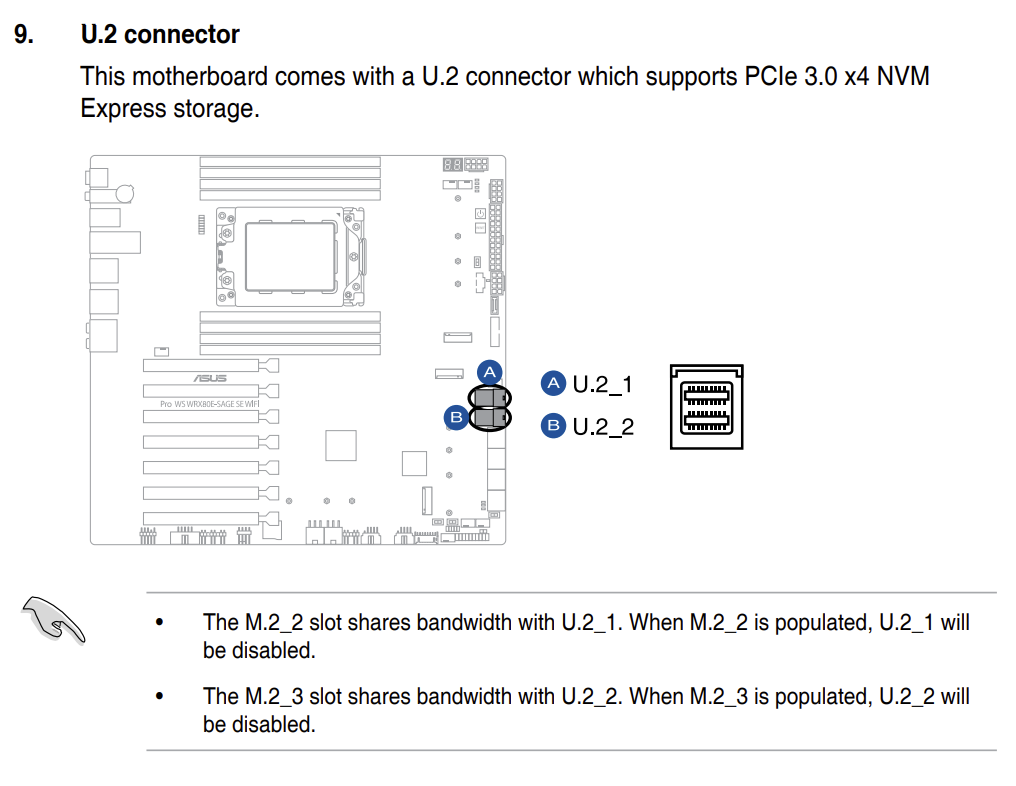 9. U.2 connector
This motherboard comes with a U.2 connector which supports PCIe 3.0 x4 NVM
Express storage.
A
ASUS
Pro WS WRX80E-SAGE SE WIFI
B
A U.2_1
B U.2_2
• The M.2_2 slot shares bandwidth with U.2_1. When M.2_2 is populated, U.2_1 will
be disabled.
• The M.2_3 slot shares bandwidth with U.2_2. When M.2_3 is populated, U.2_2 will
be disabled.